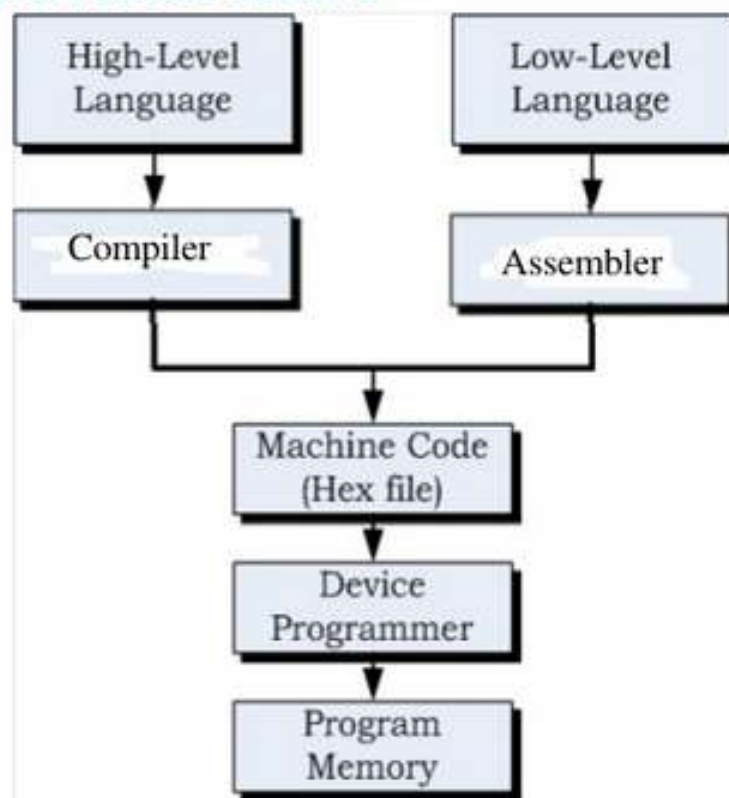 High-Level
Language
Low-Level
Language
Compiler
Assembler
Machine Code
(Hex file)
Device
Programmer
Program
Memory